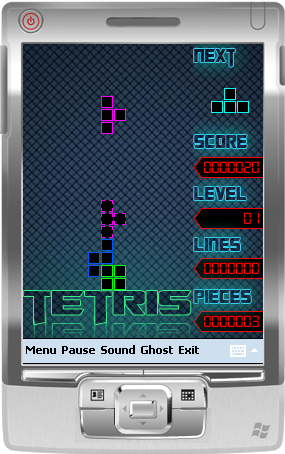 NEXT
SCORE
0000020
LEVEL
01
LINES
0000000
PIECES
0000003
TETRIS
Menu Pause Sound Ghost Exit